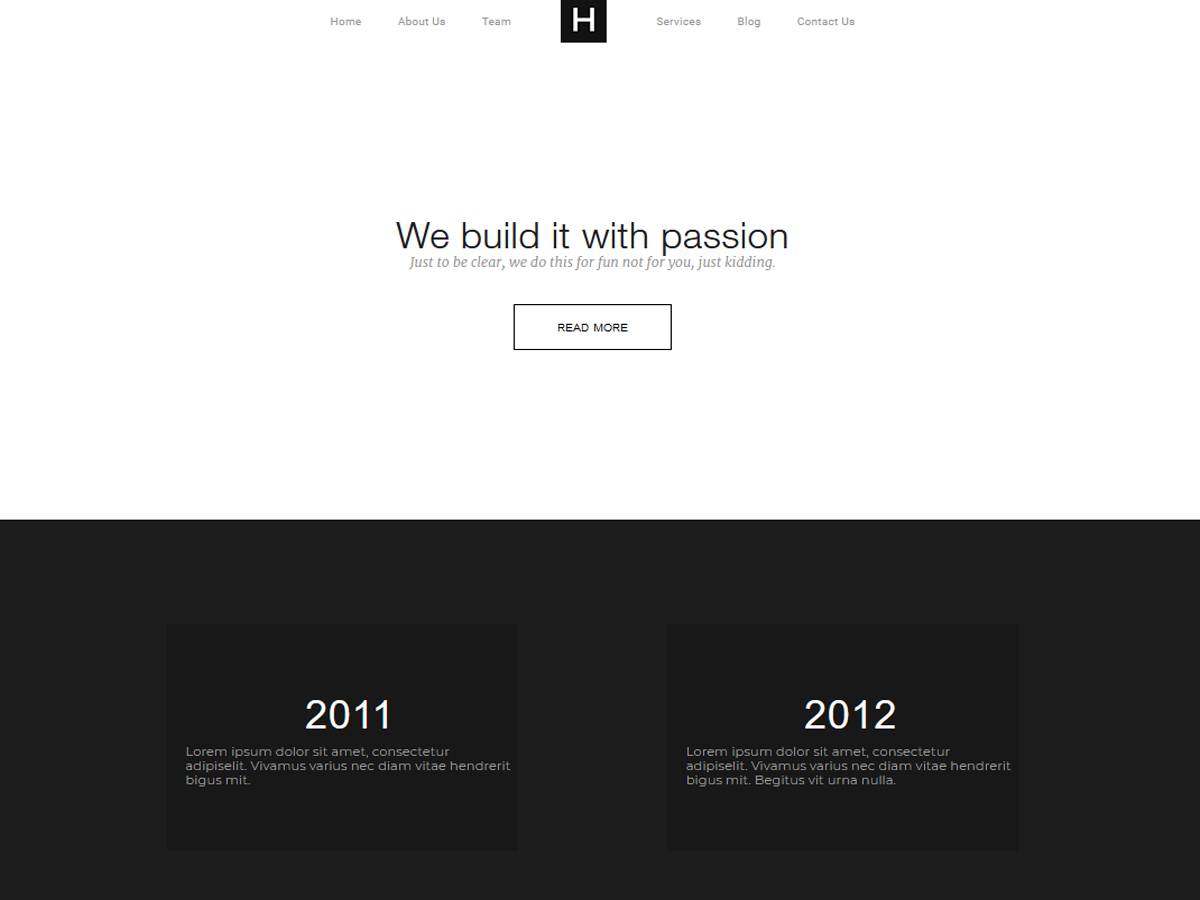 Home About Us Team H Services Blog Contact Us
We build it with passion
Just to be clear, we do this for fun not for you, just kidding.
READ MORE
2011
Lorem ipsum dolor sit amet, consectetur
adipiselit. Vivamus varius nec diam vitae hendrerit
bigus mit.
2012
Lorem ipsum dolor sit amet, consectetur
adipiselit. Vivamus varius nec diam vitae hendrerit
bigus mit. Begitus vit urna nulla.